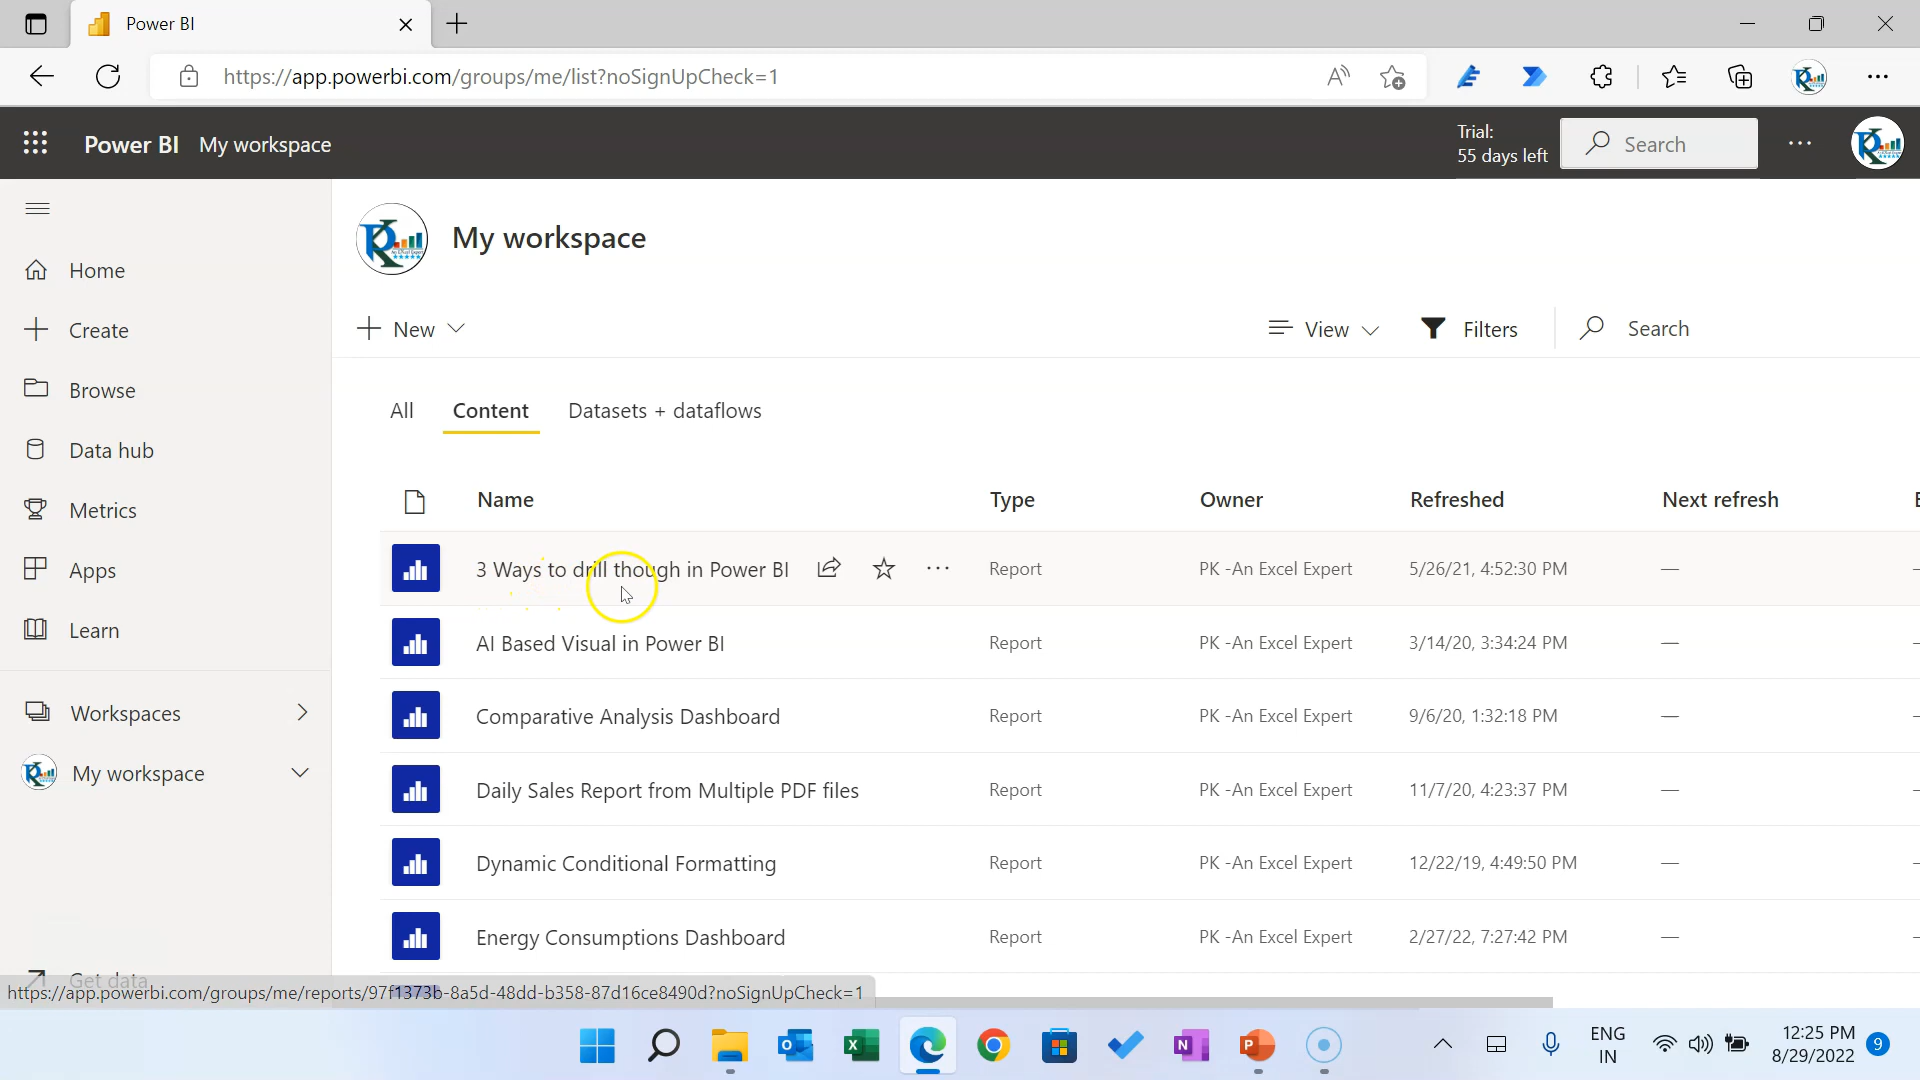 Power BI
https://app.powerbi.com/groups/me/list?noSignUpCheck=1
Power BI My workspace
Trial:
55 days left
Search
My workspace
Home
Create
Browse
Data hub
Metrics
Apps
Learn
Workspaces
My workspace
Get data
New
View
Filters
Search
All Content Datasets + dataflows
Name Type Owner Refreshed Next refresh
3 Ways to drill though in Power BI Report PK -An Excel Expert 5/26/21, 4:52:30 PM —
AI Based Visual in Power BI Report PK -An Excel Expert 3/14/20, 3:34:24 PM —
Comparative Analysis Dashboard Report PK -An Excel Expert 9/6/20, 1:32:18 PM —
Daily Sales Report from Multiple PDF files Report PK -An Excel Expert 11/7/20, 4:23:37 PM —
Dynamic Conditional Formatting Report PK -An Excel Expert 12/22/19, 4:49:50 PM —
Energy Consumptions Dashboard Report PK -An Excel Expert 2/27/22, 7:27:42 PM —
https://app.powerbi.com/groups/me/reports/97f1373b-8a5d-48dd-b358-87d16ce8490d?noSignUpCheck=1
ENG
IN
12:25 PM
8/29/2022
9